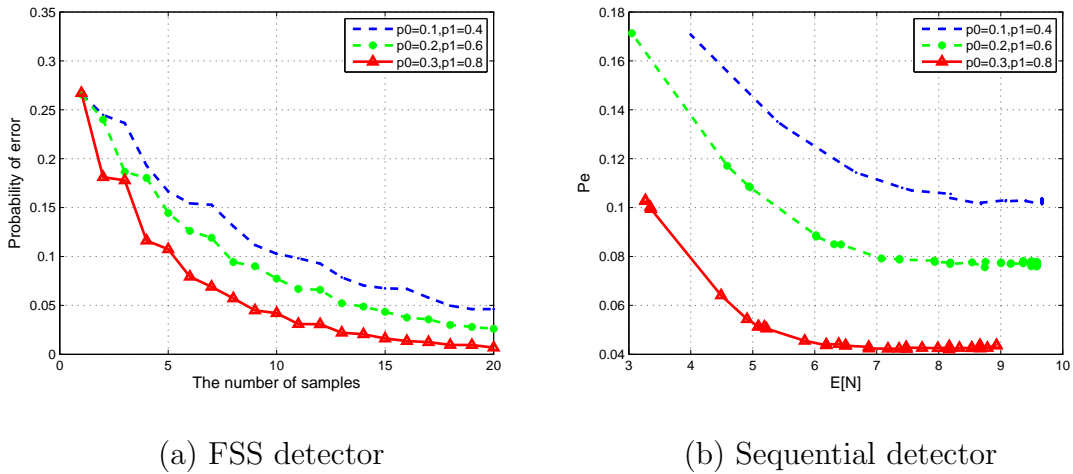 0.35
0.3
0.25
0.2
0.15
0.1
0.05
0
0
5
10
15
20
Probability of error
The number of samples
p0=0.1,p1=0.4
p0=0.2,p1=0.6
p0=0.3,p1=0.8
(a) FSS detector
0.18
0.16
0.14
0.12
0.1
0.08
0.06
0.04
3
4
5
6
7
8
9
10
Pe
E[N]
p0=0.1,p1=0.4
p0=0.2,p1=0.6
p0=0.3,p1=0.8
(b) Sequential detector